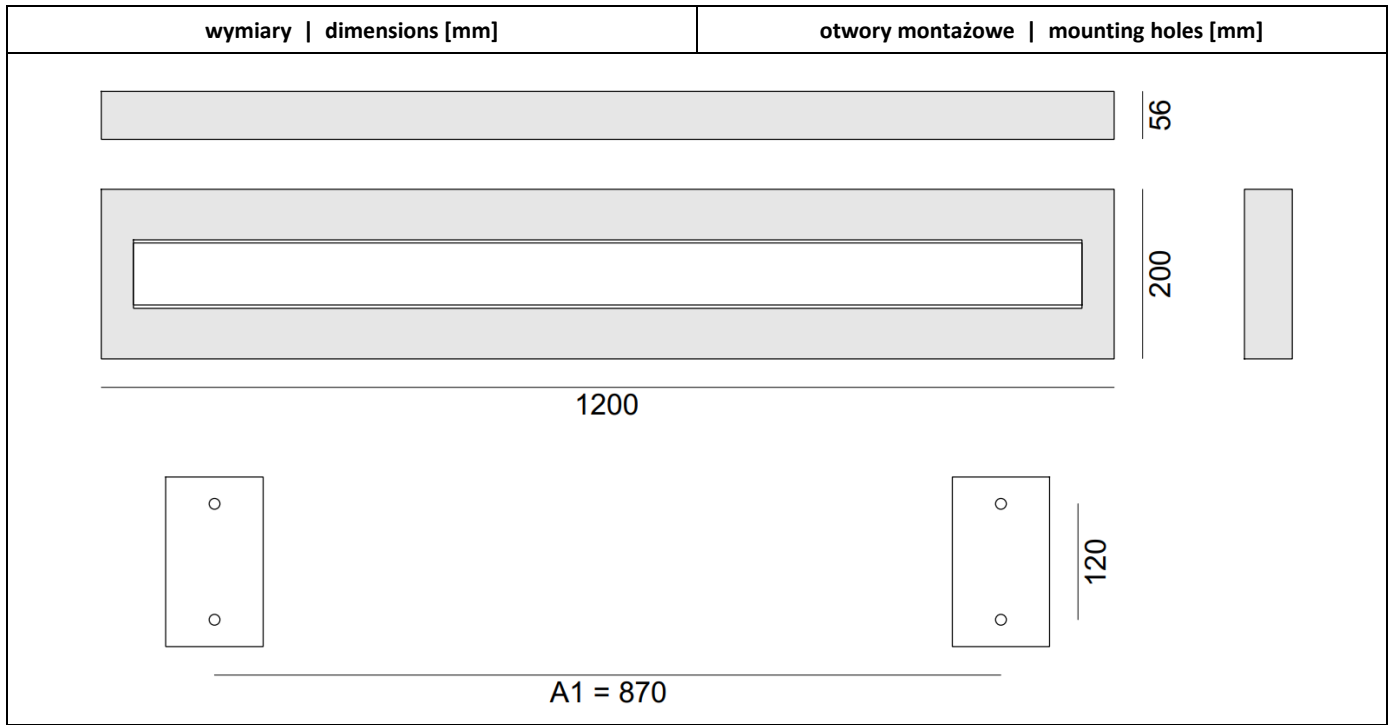 wymiary | dimensions [mm]
otwory montażowe | mounting holes [mm]
56
200
1200
120
A1 = 870